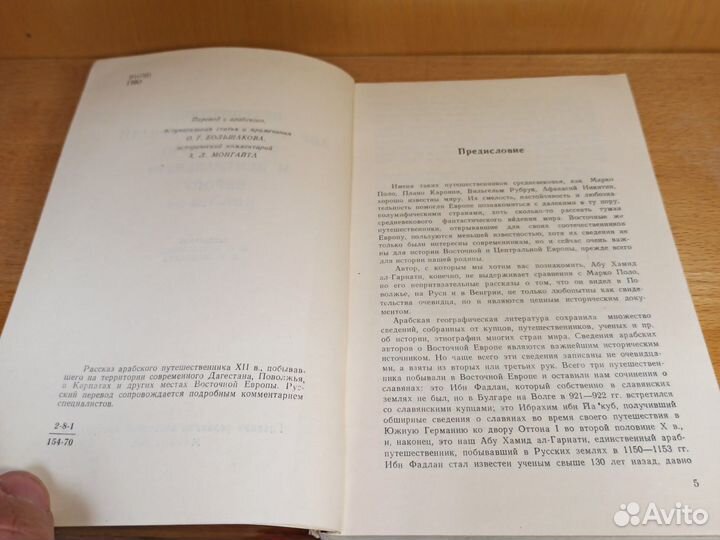 Перевод с арабского,
вступительная статья и примечания
О. Г. БОЛЬШАКОВА,
исторический комментарий
А. Л. МОНГАЙТА
Рассказ арабского путешественника XII в., побывав-
шего на территории современного Дагестана, Поволжья,
в Карпатах и других местах Восточной Европы. Рус-
ский перевод сопровождается подробным комментарием
специалистов.
2-8-1
154-70
Предисловие
Имена таких путешественников средневековья, как Марко
Поло, Плано Карпини, Вильгельм Рубрук, Афанасий Никитин,
хорошо известны миру. Их смелость, настойчивость и любозна-
тельность помогли Европе познакомиться с далекими в ту пору,
полумифическими странами, хоть сколько-то рассеять туман
средневекового фантастического видения мира. Восточные же
путешественники, открывавшие для своих соотечественников
Европу, пользуются меньшей известностью; хотя их сведения не
только были интересны современникам, но и сейчас очень важ-
ны для истории Восточной и Центральной Европы, прежде всего
для истории нашей родины.
Автор, с которым мы хотим вас познакомить, Абу Хамид
ал-Гарнати, конечно, не выдерживает сравнения с Марко Поло,
но его непритязательные рассказы о том, что он видел в По-
волжье, на Руси и в Венгрии, не только любопытны как свиде-
тельства очевидца, но и являются ценным историческим до-
кументом.
Арабская географическая литература сохранила множество
сведений, собранных от купцов, путешественников, ученых и пр.
об истории, этнографии многих стран мира. Сведения арабских
авторов о Восточной Европе являются важнейшим историческим
источником. Но чаще всего эти сведения записаны не очевидца-
ми, а взяты из вторых или третьих рук. Всего три путешествен-
ника побывали в Восточной Европе и оставили нам сочинения о
славянах: это Ибн Фадлан, который собственно в славянских
землях не был, но в Булгаре на Волге в 921—922 гг. встретился
со славянскими купцами; это Ибрахим ибн Йа'куб, получивший
обширные сведения о славянах во время своего путешествия в
Южную Германию ко двору Оттона I во второй половине X в.,
и, наконец, это наш Абу Хамид ал-Гарнати, единственный араб-
путешественник, побывавший в Русских землях в 1150—1153 гг.
Ибн Фадлан стал известен ученым свыше 130 лет назад, давно
5
Avito